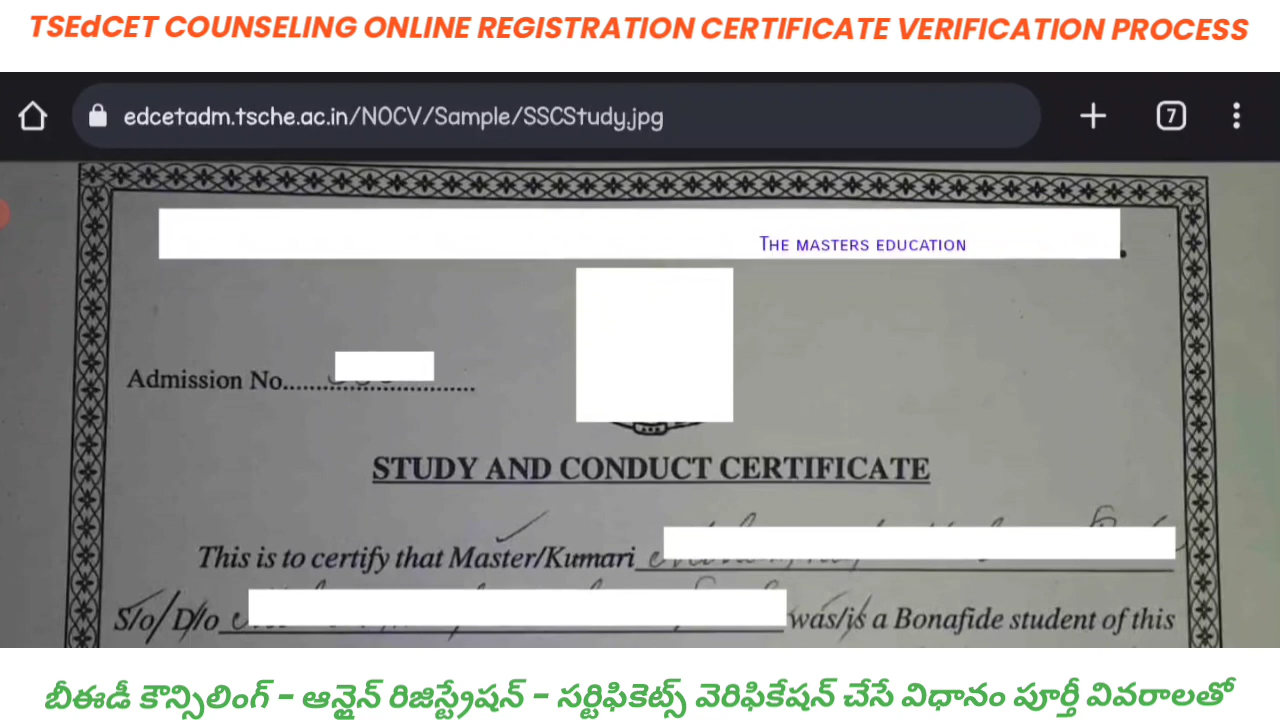 TSEdCET COUNSELING ONLINE REGISTRATION CERTIFICATE VERIFICATION PROCESS
edcetadm.tsche.ac.in/NOCV/Sample/SSCStudy.jpg
7
THE MASTERS EDUCATION
Admission No.
STUDY AND CONDUCT CERTIFICATE
This is to certify that Master/Kumari
S/o/ D/o was/is a Bonafide student of this
బీఈడీ కౌన్సిలింగ్ - ఆన్లైన్ రిజిస్ట్రేషన్ - సర్టిఫికెట్స్ వెరిఫికేషన్ చేసే విధానం పూర్తీ వివరాలతో